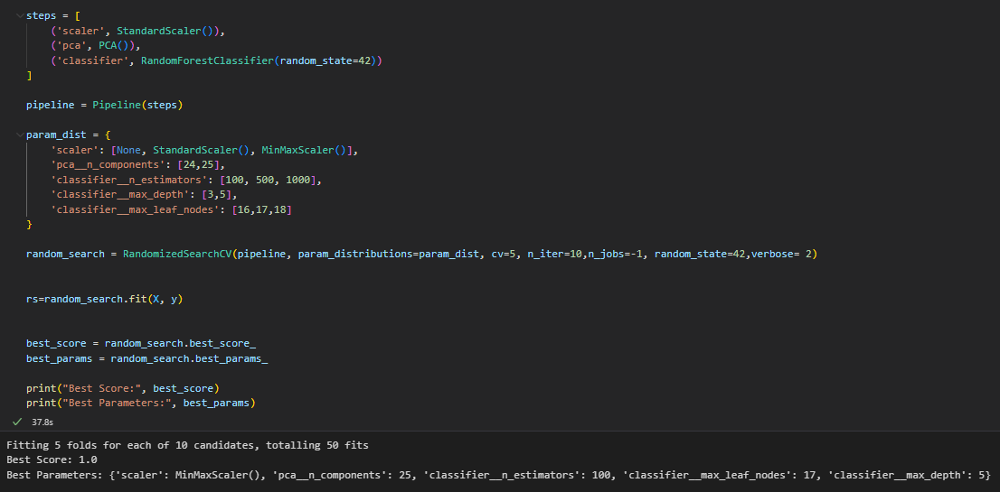 steps = [
    ('scaler', StandardScaler()),
    ('pca', PCA()),
    ('classifier', RandomForestClassifier(random_state=42))
]
pipeline = Pipeline(steps)
param_dist = {
    'scaler': [None, StandardScaler(), MinMaxScaler()],
    'pca__n_components': [24,25],
    'classifier__n_estimators': [100, 500, 1000],
    'classifier__max_depth': [3,5],
    'classifier__max_leaf_nodes': [16,17,18]
}
random_search = RandomizedSearchCV(pipeline, param_distributions=param_dist, cv=5, n_iter=10,n_jobs=-1, random_state=42,verbose= 2)
rs=random_search.fit(X, y)
best_score = random_search.best_score_
best_params = random_search.best_params_
print("Best Score:", best_score)
print("Best Parameters:", best_params)
37.8s
Fitting 5 folds for each of 10 candidates, totalling 50 fits
Best Score: 1.0
Best Parameters: {'scaler': MinMaxScaler(), 'pca__n_components': 25, 'classifier__n_estimators': 100, 'classifier__max_leaf_nodes': 17, 'classifier__max_depth': 5}